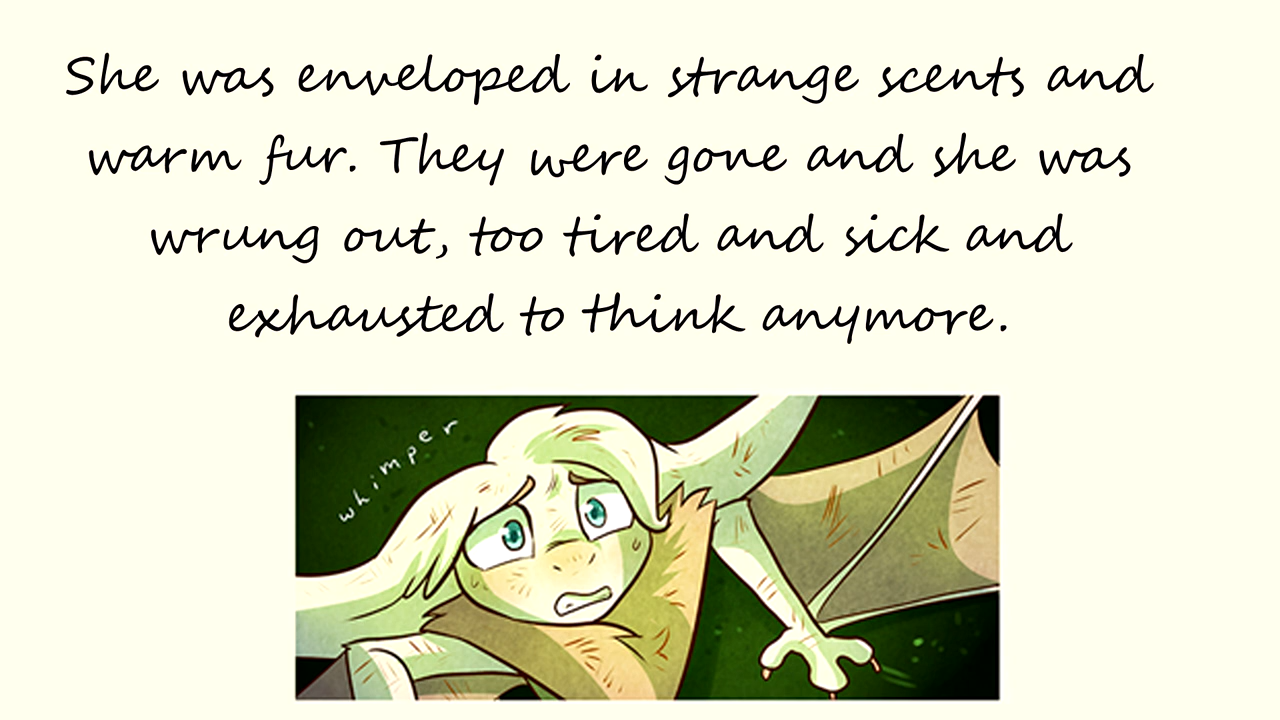 She was enveloped in strange scents and
warm fur. They were gone and she was
wrung out, too tired and sick and
exhausted to think anymore.
whimper